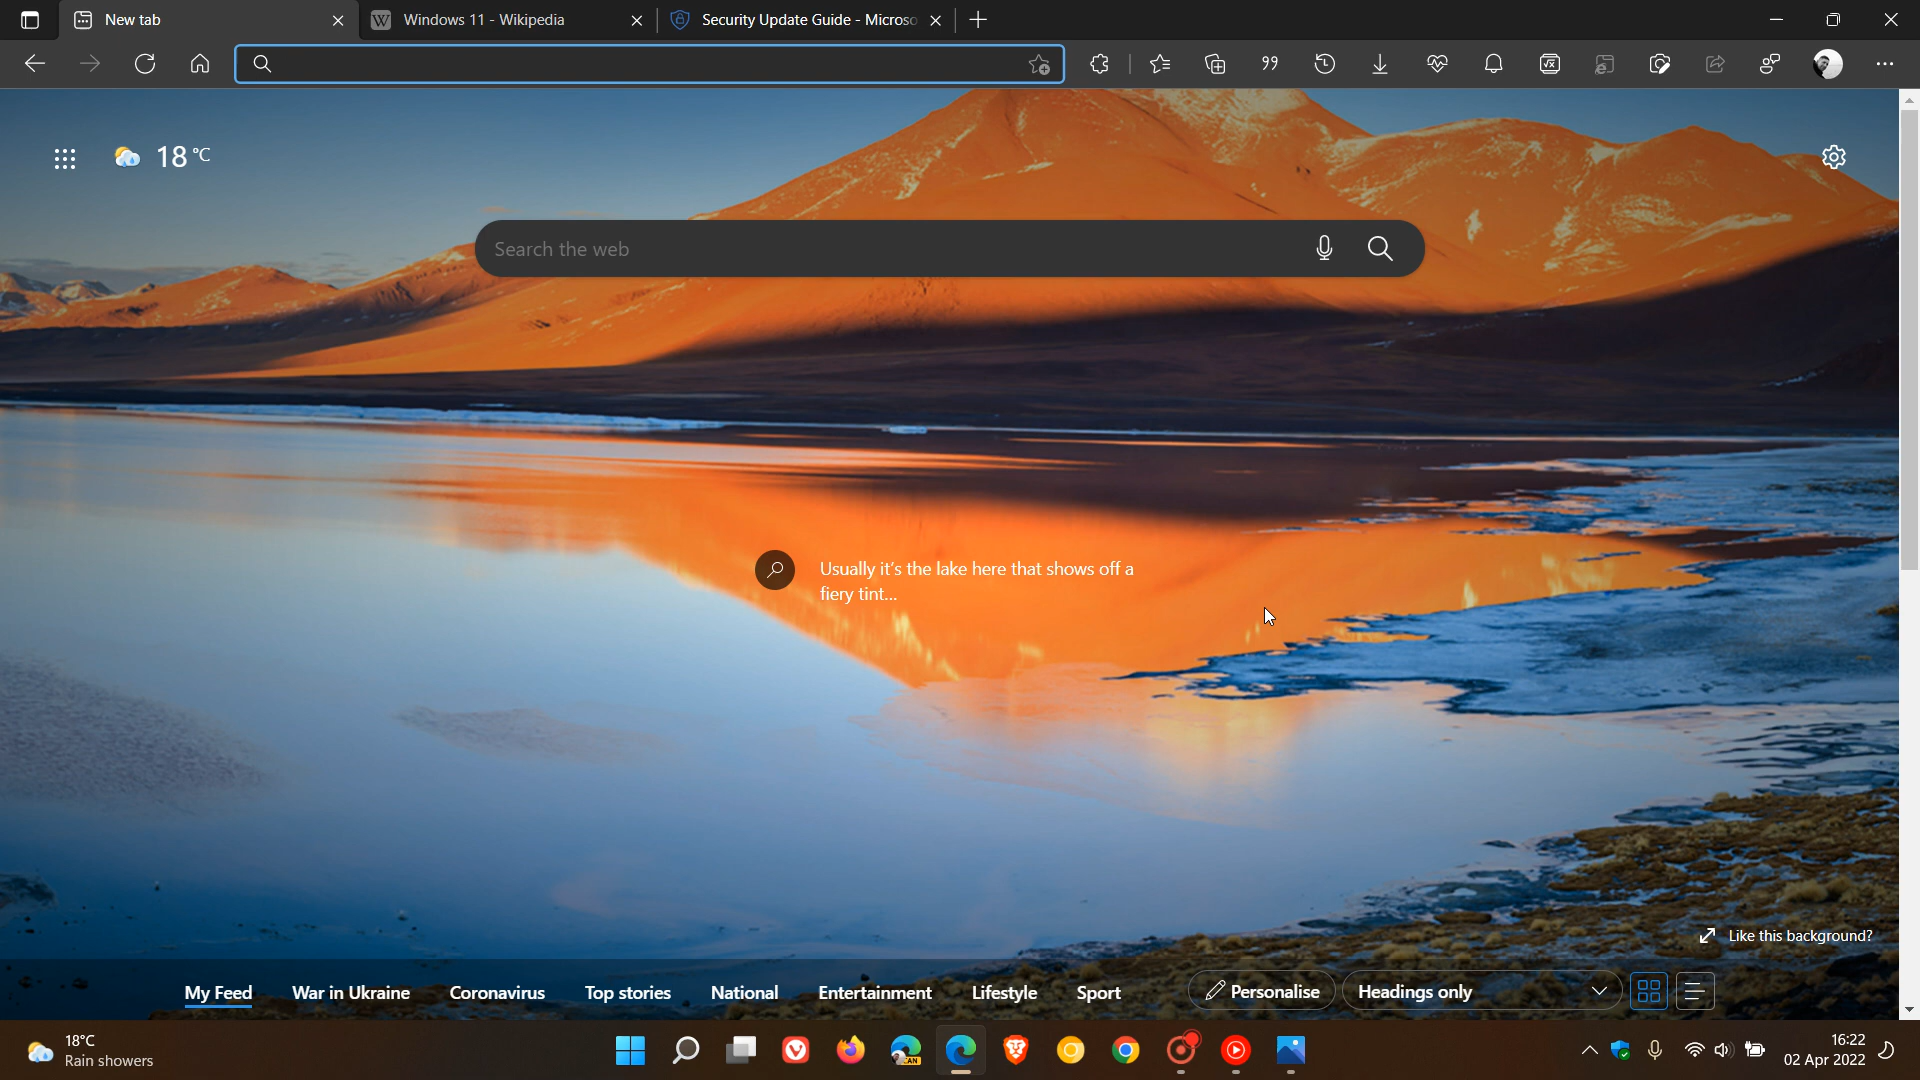 New tab
Windows 11 - Wikipedia
Security Update Guide - Microso
18 °C
Search the web
Usually it's the lake here that shows off a
fiery tint...
Like this background?
My Feed War in Ukraine Coronavirus Top stories National Entertainment Lifestyle Sport Personalise Headings only
18°C
Rain showers
CAN
16:22
02 Apr 2022